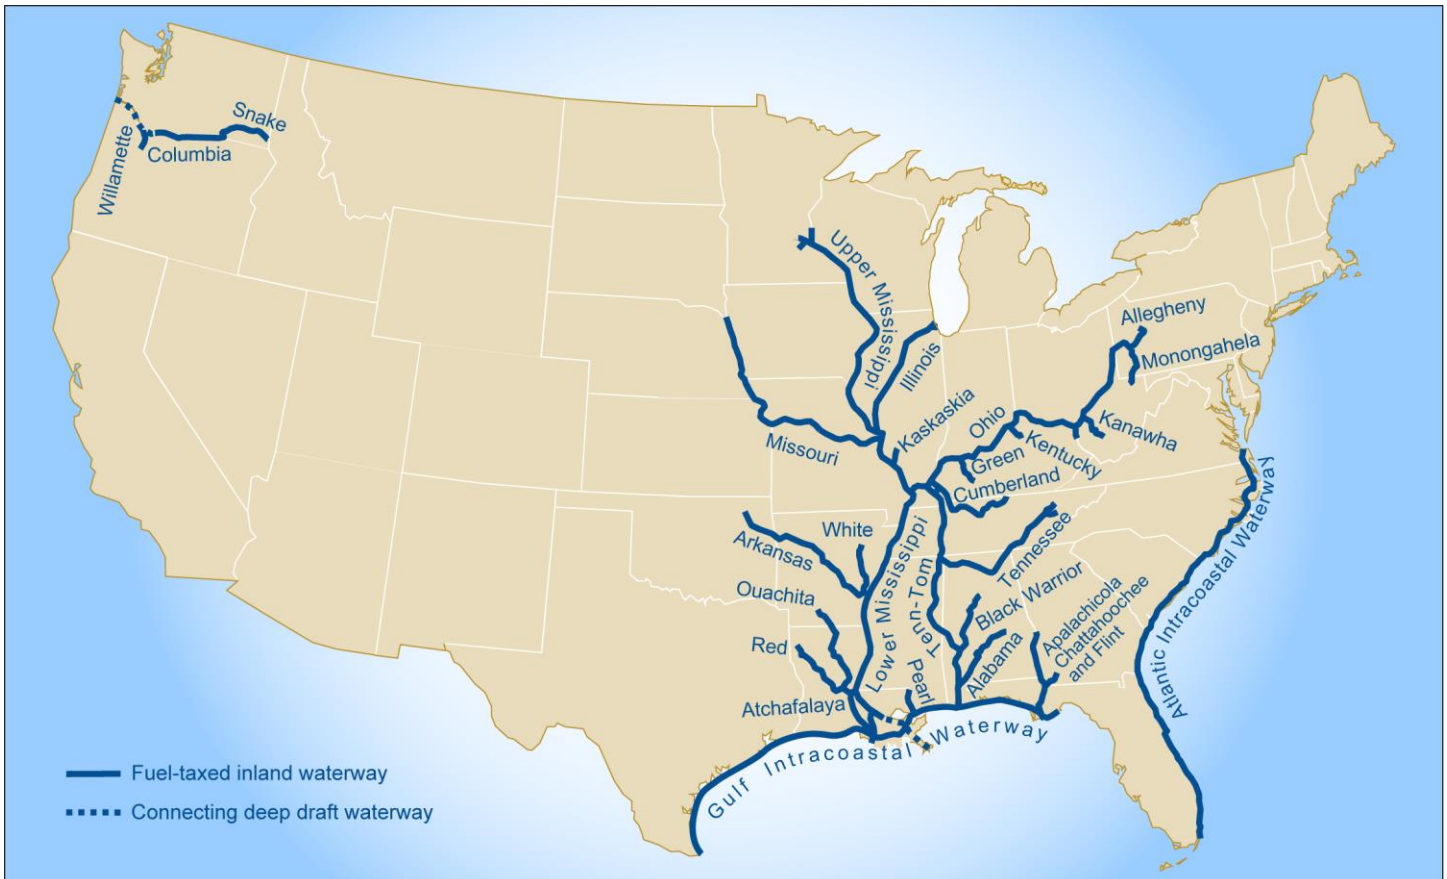 Snake
Columbia
Willamette
Upper Mississippi
Illinois
Allegheny
Monongahela
Kaskaskia
Ohio
Kanawha
Missouri
Kentucky
Green
Cumberland
White
Arkansas
Tennessee
Ouachita
Lower Mississippi
Tenn-Tom
Black Warrior
Apalachicola
Chattahoochee
and Flint
Red
Pearl
Alabama
Atchafalaya
Atlantic Intracoastal Waterway
Gulf Intracoastal Waterway
Fuel-taxed inland waterway
Connecting deep draft waterway